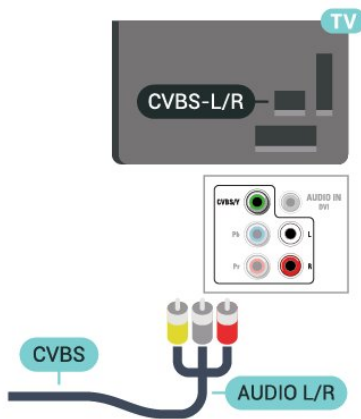 TV
CVBS-L/R
CVBS/Y
AUDIO IN
DVI
Pb
L
Pr
R
CVBS
AUDIO L/R